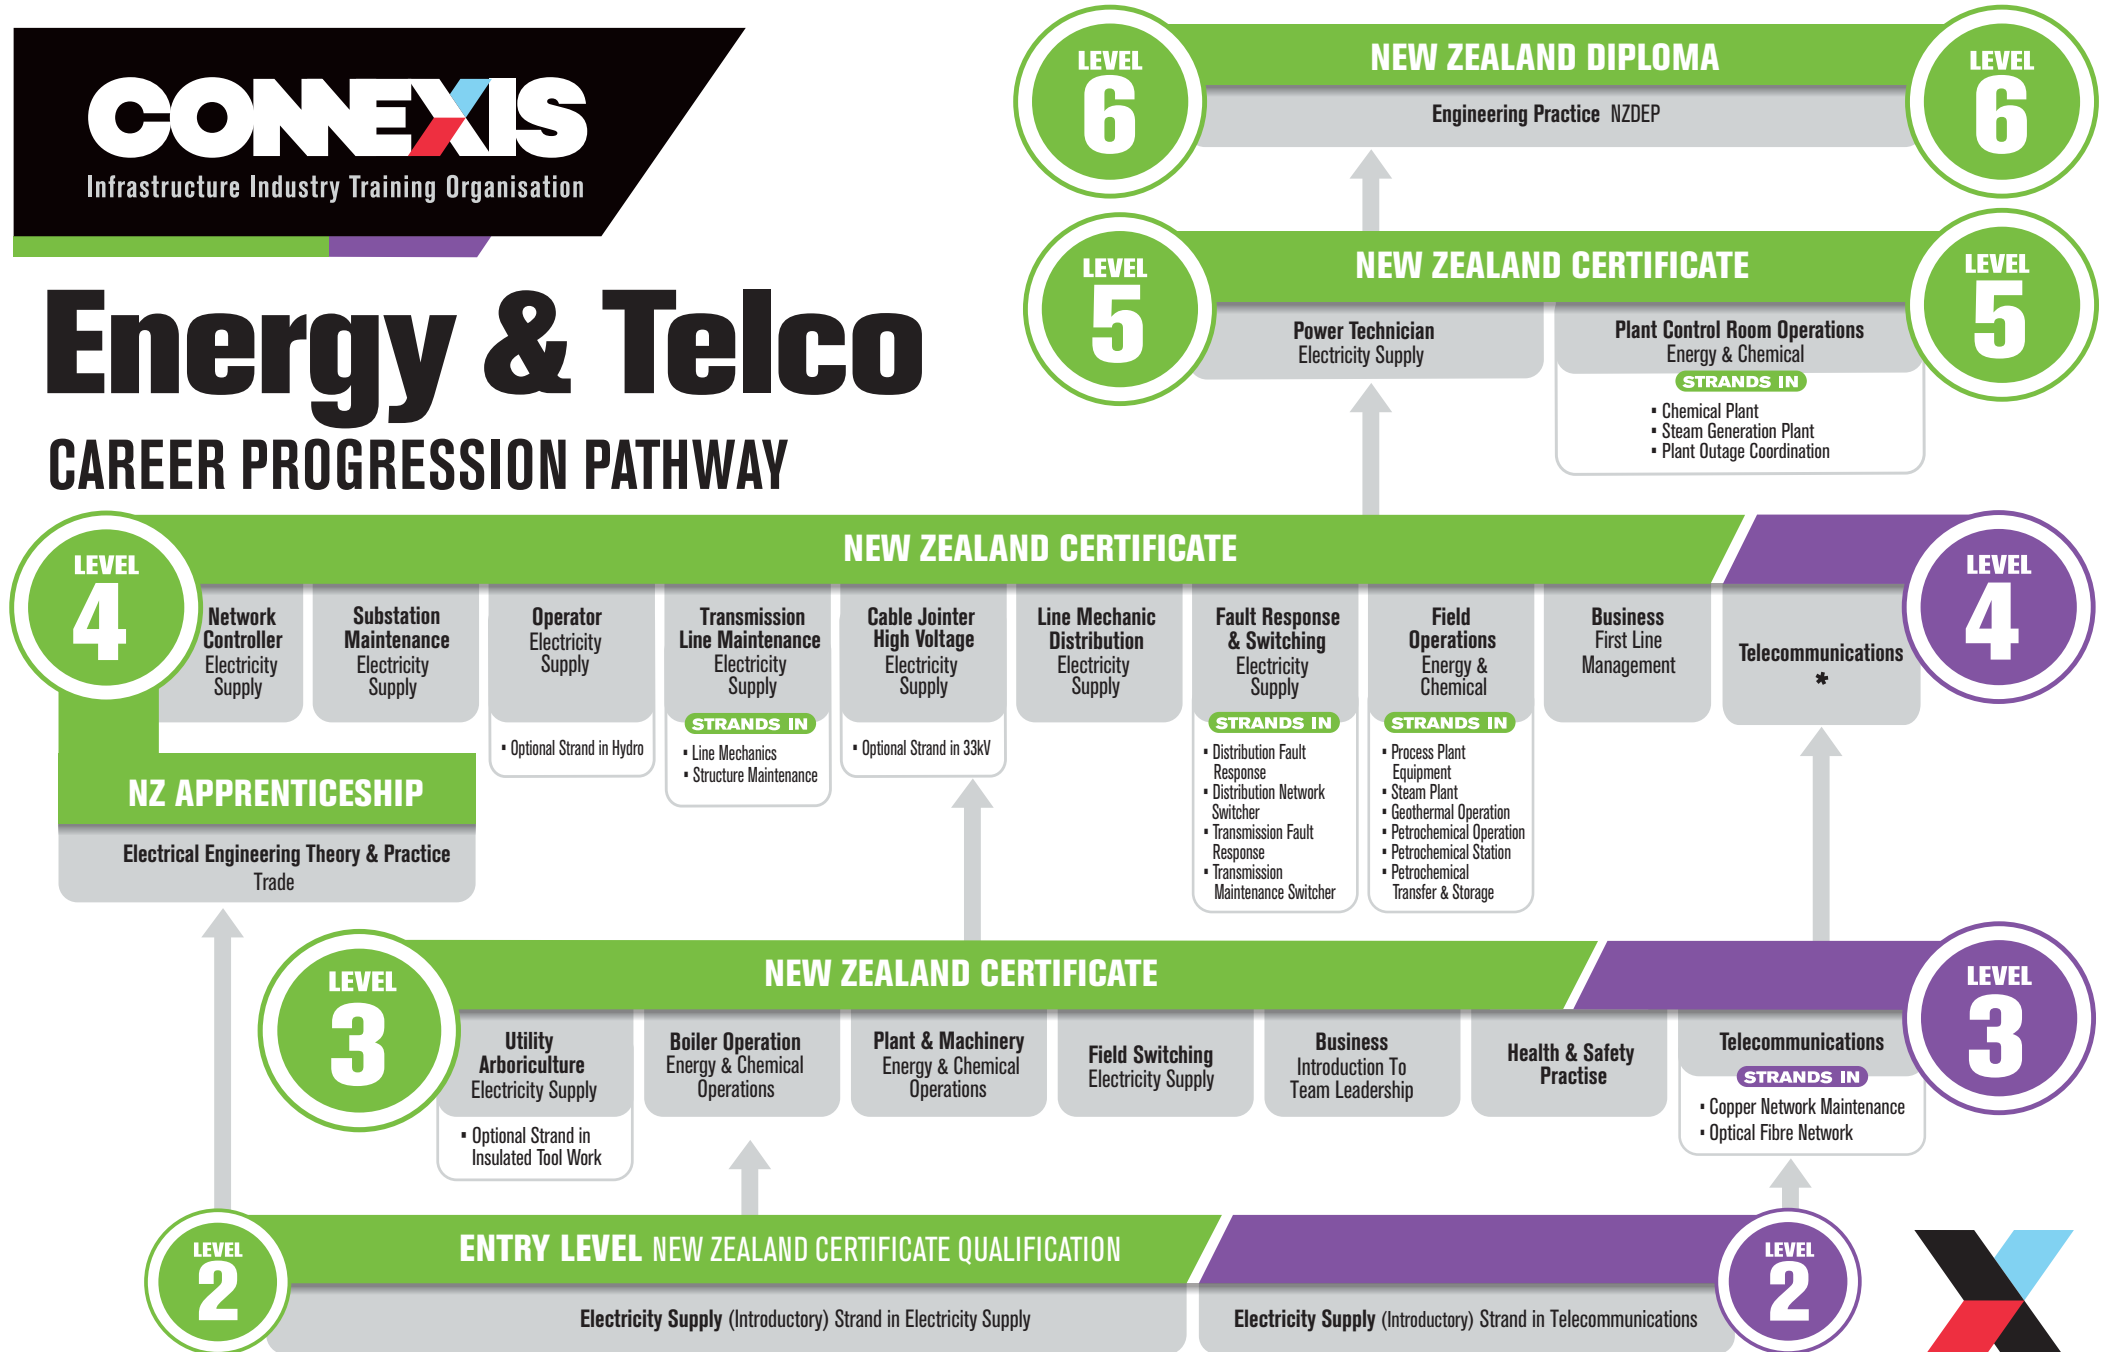 CONNEXIS
Infrastructure Industry Training Organisation
Energy & Telco
CAREER PROGRESSION PATHWAY
LEVEL
6
NEW ZEALAND DIPLOMA
Engineering Practice NZDEP
LEVEL
6
LEVEL
5
NEW ZEALAND CERTIFICATE
LEVEL
5
Power Technician
Electricity Supply
Plant Control Room Operations
Energy & Chemical
STRANDS IN
▪ Chemical Plant
▪ Steam Generation Plant
▪ Plant Outage Coordination
LEVEL
4
NEW ZEALAND CERTIFICATE
LEVEL
4
Network
Controller
Electricity
Supply
Substation
Maintenance
Electricity
Supply
Operator
Electricity
Supply
▪ Optional Strand in Hydro
Transmission
Line Maintenance
Electricity
Supply
STRANDS IN
▪ Line Mechanics
▪ Structure Maintenance
Cable Jointer
High Voltage
Electricity
Supply
▪ Optional Strand in 33kV
Line Mechanic
Distribution
Electricity
Supply
Fault Response
& Switching
Electricity
Supply
STRANDS IN
▪ Distribution Fault
Response
▪ Distribution Network
Switcher
▪ Transmission Fault
Response
▪ Transmission
Maintenance Switcher
Field
Operations
Energy &
Chemical
STRANDS IN
▪ Process Plant
Equipment
▪ Steam Plant
▪ Geothermal Operation
▪ Petrochemical Operation
▪ Petrochemical Station
▪ Petrochemical
Transfer & Storage
Business
First Line
Management
Telecommunications
*
NZ APPRENTICESHIP
Electrical Engineering Theory & Practice
Trade
LEVEL
3
NEW ZEALAND CERTIFICATE
LEVEL
3
Utility
Arboriculture
Electricity Supply
▪ Optional Strand in
Insulated Tool Work
Boiler Operation
Energy & Chemical
Operations
Plant & Machinery
Energy & Chemical
Operations
Field Switching
Electricity Supply
Business
Introduction To
Team Leadership
Health & Safety
Practise
Telecommunications
STRANDS IN
▪ Copper Network Maintenance
▪ Optical Fibre Network
LEVEL
2
ENTRY LEVEL NEW ZEALAND CERTIFICATE QUALIFICATION
LEVEL
2
Electricity Supply (Introductory) Strand in Electricity Supply
Electricity Supply (Introductory) Strand in Telecommunications